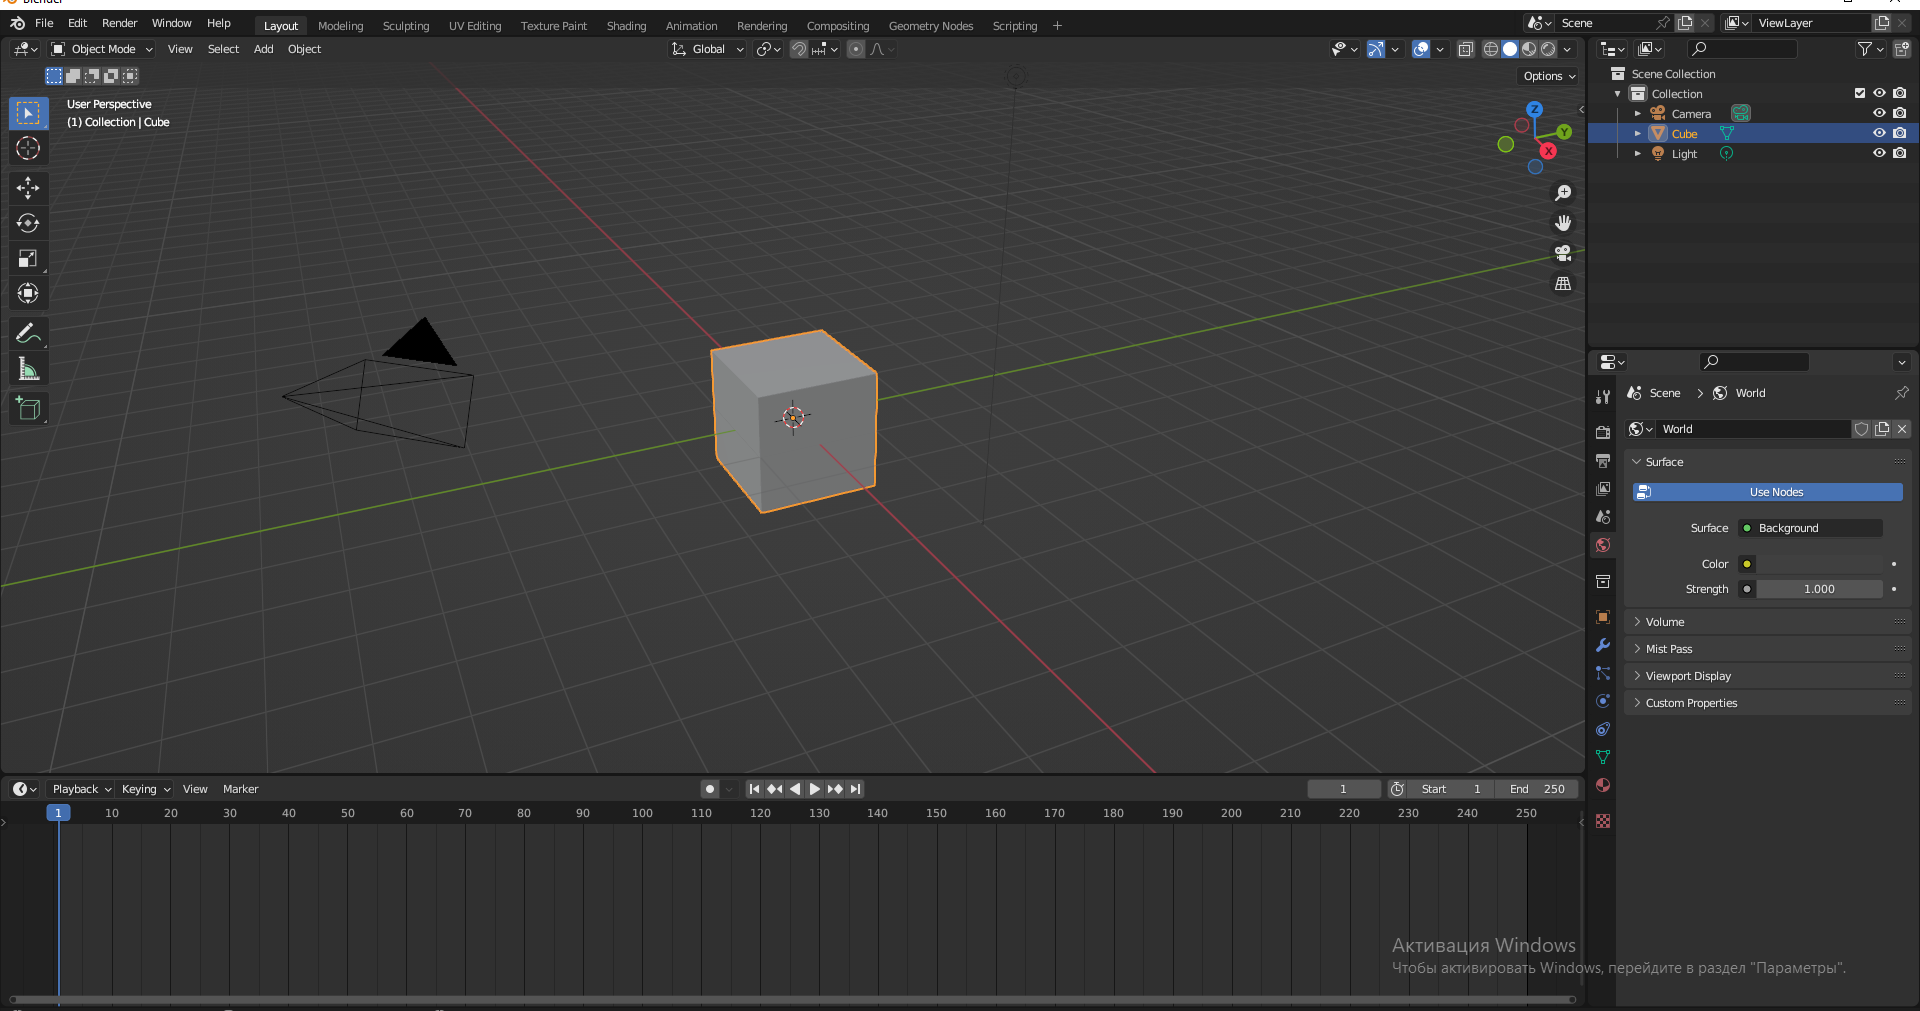 Blender
File Edit Render Window Help Layout Modeling Sculpting UV Editing Texture Paint Shading Animation Rendering Compositing Geometry Nodes Scripting + Scene ViewLayer
Object Mode View Select Add Object Global
Options
User Perspective
(1) Collection | Cube
Z
Y
X
Scene Collection
Collection
Camera
Cube
Light
Scene > World
World
Surface
Use Nodes
Surface Background
Color
Strength 1.000
Volume
Mist Pass
Viewport Display
Custom Properties
Playback Keying View Marker 1 Start 1 End 250
1 10 20 30 40 50 60 70 80 90 100 110 120 130 140 150 160 170 180 190 200 210 220 230 240 250
Активация Windows
Чтобы активировать Windows, перейдите в раздел "Параметры".